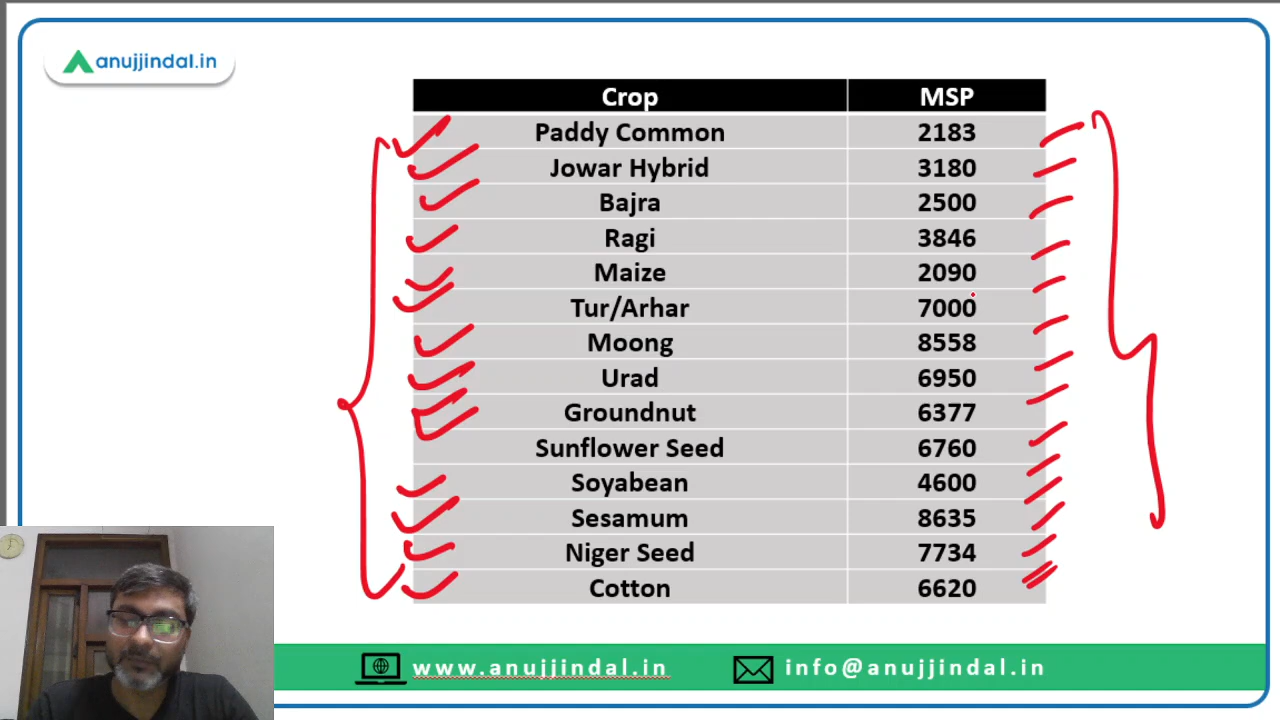 anujjindal.in
Crop MSP
Paddy Common 2183
Jowar Hybrid 3180
Bajra 2500
Ragi 3846
Maize 2090
Tur/Arhar 7000
Moong 8558
Urad 6950
Groundnut 6377
Sunflower Seed 6760
Soyabean 4600
Sesamum 8635
Niger Seed 7734
Cotton 6620
www.anujjindal.in info@anujjindal.in